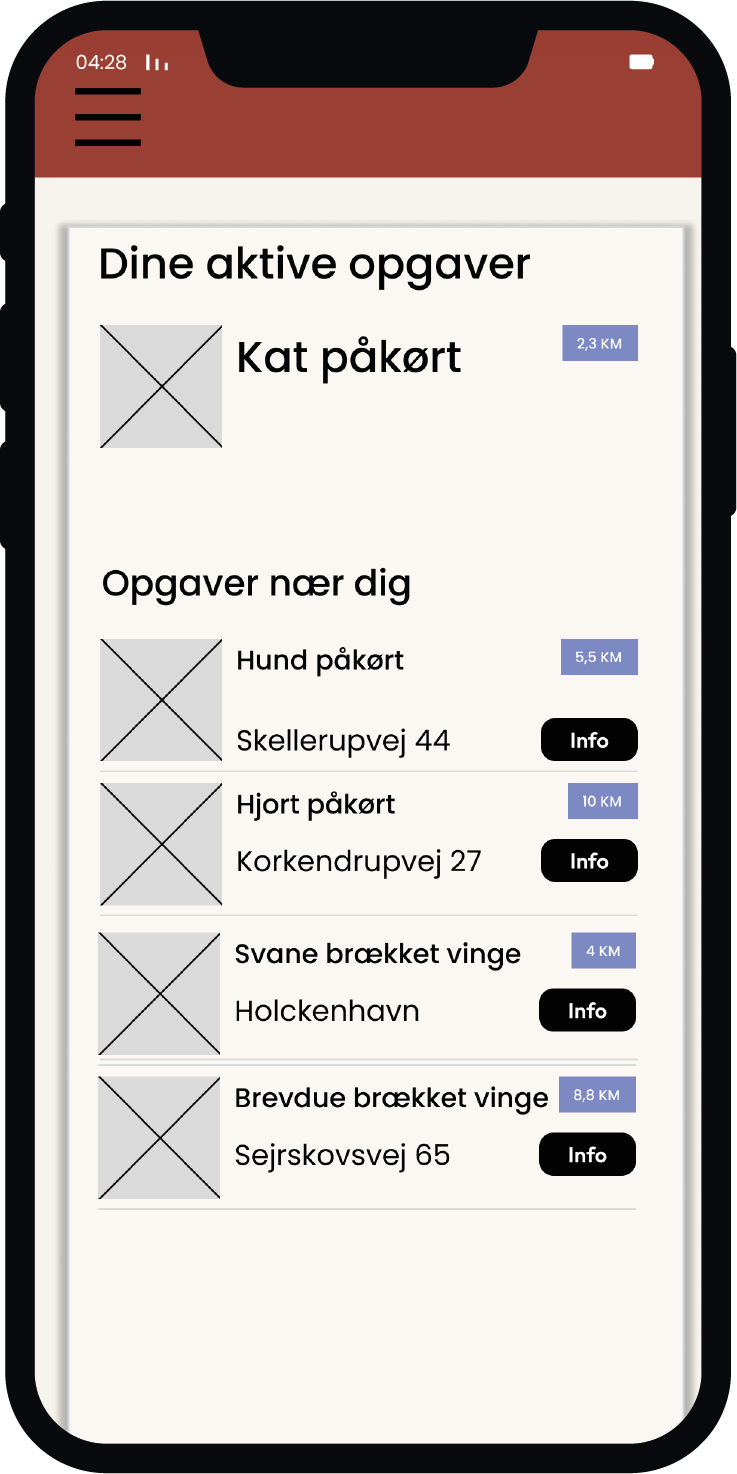 04:28
Dine aktive opgaver
Kat påkørt
2,3 KM
Opgaver nær dig
Hund påkørt
5,5 KM
Skellerupvej 44
Info
Hjort påkørt
10 KM
Korkendrupvej 27
Info
Svane brækket vinge
4 KM
Holckenhavn
Info
Brevdue brækket vinge
8,8 KM
Sejrskovsvej 65
Info